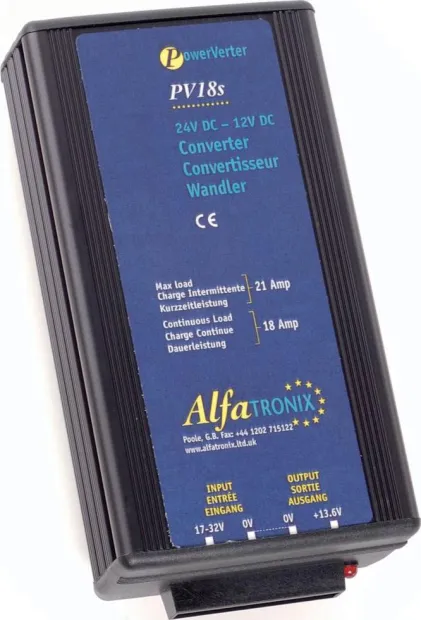 PowerVerter
PV18s
24V DC – 12V DC
Converter
Convertisseur
Wandler
CE
Max load
Charge Intermittente
Kurzzeitleistung
21 Amp
Continuous Load
Charge Continue
Dauerleistung
18 Amp
AlfaTRONIX
Poole, G.B. Fax: +44 1202 715122
www.alfatronix.ltd.uk
INPUT
ENTRÉE
EINGANG
OUTPUT
SORTIE
AUSGANG
17-32V 0V 0V +13.6V